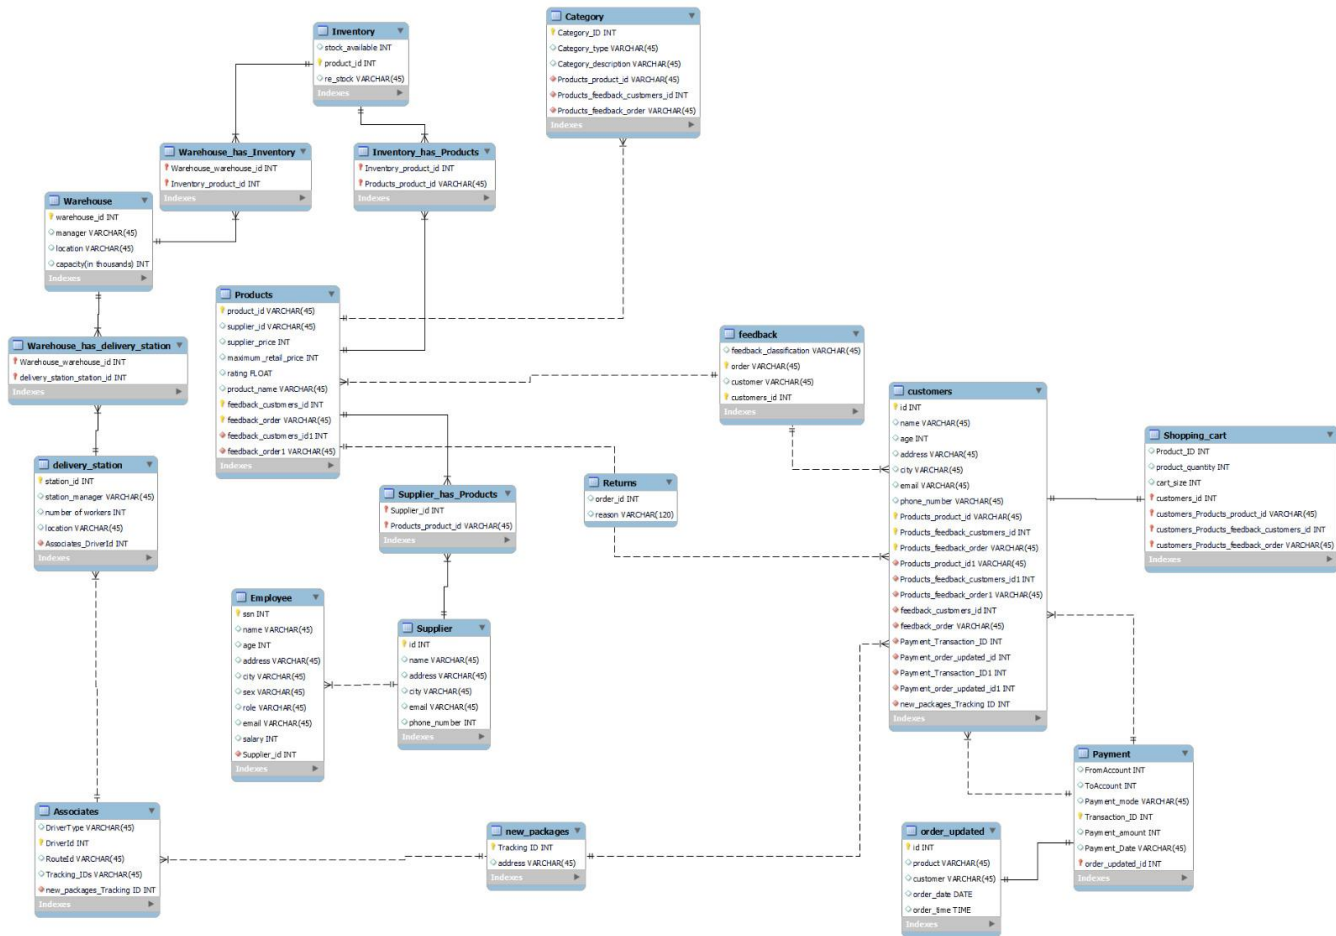 Inventory
stock_available INT
product_id INT
re_stock VARCHAR(45)
Indexes
Category
Category_ID INT
Category_type VARCHAR(45)
Category_description VARCHAR(45)
Products_product_id VARCHAR(45)
Products_feedback_customers_id INT
Products_feedback_order VARCHAR(45)
Indexes
Warehouse_has_Inventory
Warehouse_warehouse_id INT
Inventory_product_id INT
Indexes
Inventory_has_Products
Inventory_product_id INT
Products_product_id VARCHAR(45)
Indexes
Warehouse
warehouse_id INT
manager VARCHAR(45)
location VARCHAR(45)
capacity(in thousands) INT
Indexes
Products
product_id VARCHAR(45)
supplier_id VARCHAR(45)
supplier_price INT
maximum_retail_price INT
rating FLOAT
product_name VARCHAR(45)
feedback_customers_id INT
feedback_order VARCHAR(45)
feedback_customers_id1 INT
feedback_order1 VARCHAR(45)
Indexes
Warehouse_has_delivery_station
Warehouse_warehouse_id INT
delivery_station_station_id INT
Indexes
feedback
feedback_classification VARCHAR(45)
order VARCHAR(45)
customer VARCHAR(45)
customers_id INT
Indexes
customers
id INT
name VARCHAR(45)
age INT
address VARCHAR(45)
city VARCHAR(45)
email VARCHAR(45)
phone_number VARCHAR(45)
Products_product_id VARCHAR(45)
Products_feedback_customers_id INT
Products_feedback_order VARCHAR(45)
Products_product_id1 VARCHAR(45)
Products_feedback_customers_id1 INT
Products_feedback_order1 VARCHAR(45)
feedback_customers_id INT
feedback_order VARCHAR(45)
Payment_Transaction_ID INT
Payment_order_updated_id INT
Payment_Transaction_ID1 INT
Payment_order_updated_id1 INT
new_packages_Tracking ID INT
Indexes
Shopping_cart
Product_ID INT
product_quantity INT
cart_size INT
customers_id INT
customers_Products_product_id VARCHAR(45)
customers_Products_feedback_customers_id INT
customers_Products_feedback_order VARCHAR(45)
Indexes
delivery_station
station_id INT
station_manager VARCHAR(45)
number of workers INT
location VARCHAR(45)
Associates_DriverId INT
Indexes
Supplier_has_Products
Supplier_id INT
Products_product_id VARCHAR(45)
Indexes
Returns
order_id INT
reason VARCHAR(120)
Employee
ssn INT
name VARCHAR(45)
age INT
address VARCHAR(45)
city VARCHAR(45)
sex VARCHAR(45)
role VARCHAR(45)
email VARCHAR(45)
salary INT
Supplier_id INT
Indexes
Supplier
id INT
name VARCHAR(45)
address VARCHAR(45)
city VARCHAR(45)
email VARCHAR(45)
phone_number INT
Indexes
Payment
FromAccount INT
ToAccount INT
Payment_mode VARCHAR(45)
Transaction_ID INT
Payment_amount INT
Payment_Date VARCHAR(45)
order_updated_id INT
Indexes
Associates
DriverType VARCHAR(45)
DriverId INT
RouteId VARCHAR(45)
Tracking_IDs VARCHAR(45)
new_packages_Tracking ID INT
Indexes
new_packages
Tracking ID INT
address VARCHAR(45)
Indexes
order_updated
id INT
product VARCHAR(45)
customer VARCHAR(45)
order_date DATE
order_time TIME
Indexes